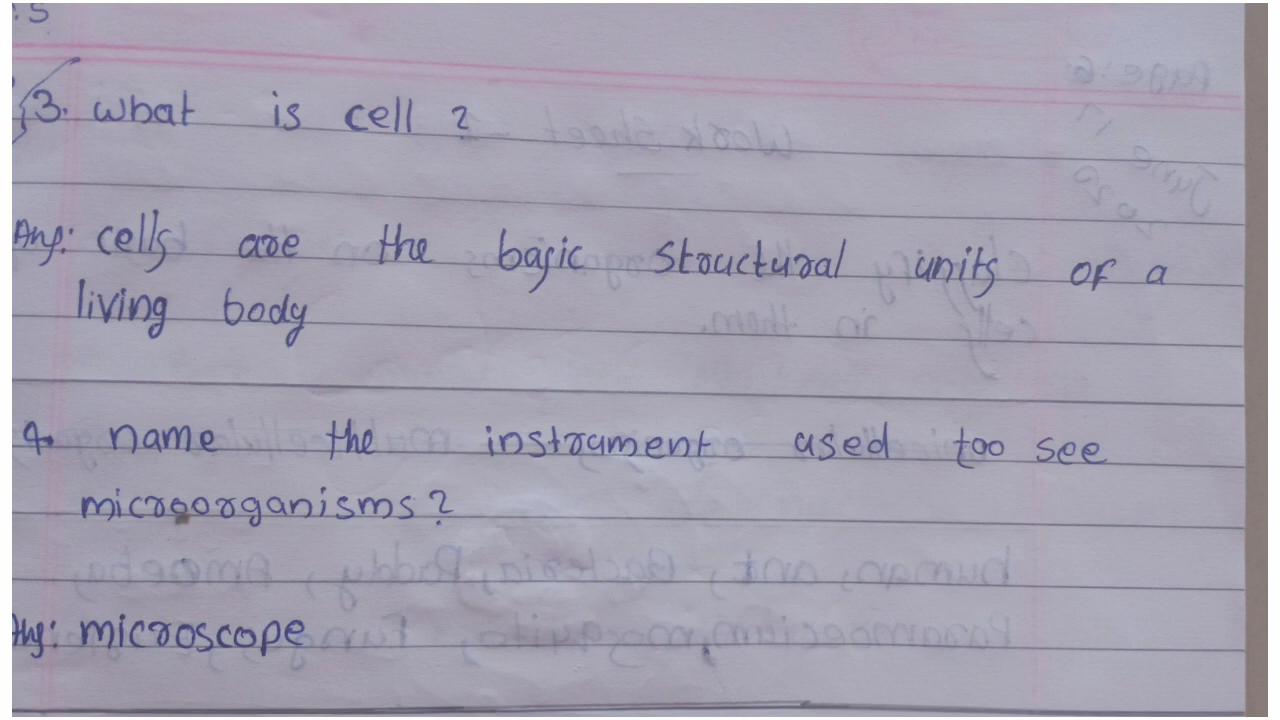 : 5
3. what is cell ?
Ans: cells are the basic structural units of a
living body
4. name the instrument used too see
microorganisms ?
Ans: microscope